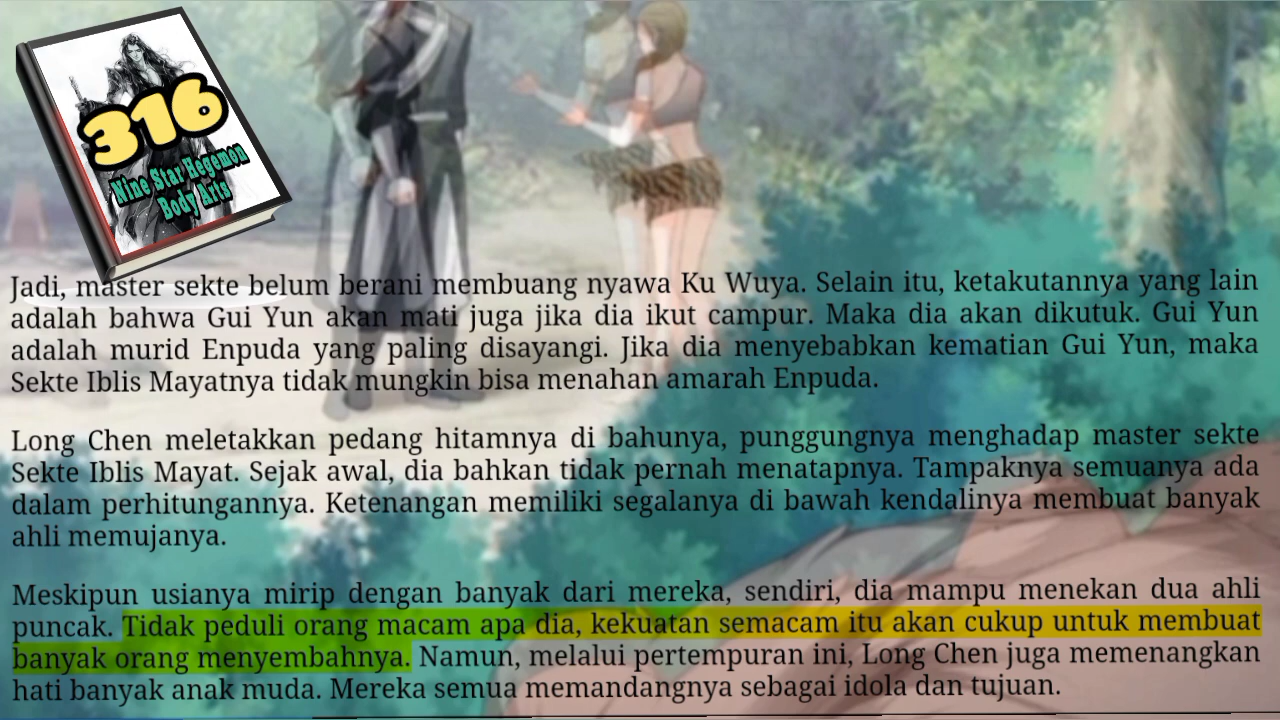 316
Nine Star Hegemon
Body Arts
Jadi, master sekte belum berani membuang nyawa Ku Wuya. Selain itu, ketakutannya yang lain
adalah bahwa Gui Yun akan mati juga jika dia ikut campur. Maka dia akan dikutuk. Gui Yun
adalah murid Enpuda yang paling disayangi. Jika dia menyebabkan kematian Gui Yun, maka
Sekte Iblis Mayatnya tidak mungkin bisa menahan amarah Enpuda.
Long Chen meletakkan pedang hitamnya di bahunya, punggungnya menghadap master sekte
Sekte Iblis Mayat. Sejak awal, dia bahkan tidak pernah menatapnya. Tampaknya semuanya ada
dalam perhitungannya. Ketenangan memiliki segalanya di bawah kendalinya membuat banyak
ahli memujanya.
Meskipun usianya mirip dengan banyak dari mereka, sendiri, dia mampu menekan dua ahli
puncak. Tidak peduli orang macam apa dia, kekuatan semacam itu akan cukup untuk membuat
banyak orang menyembahnya. Namun, melalui pertempuran ini, Long Chen juga memenangkan
hati banyak anak muda. Mereka semua memandangnya sebagai idola dan tujuan.